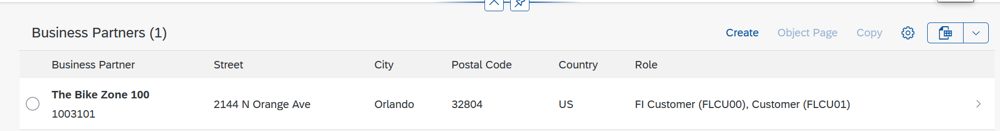 Business Partners (1)
Create Object Page Copy
Business Partner Street City Postal Code Country Role
The Bike Zone 100
1003101
2144 N Orange Ave Orlando 32804 US FI Customer (FLCU00), Customer (FLCU01)